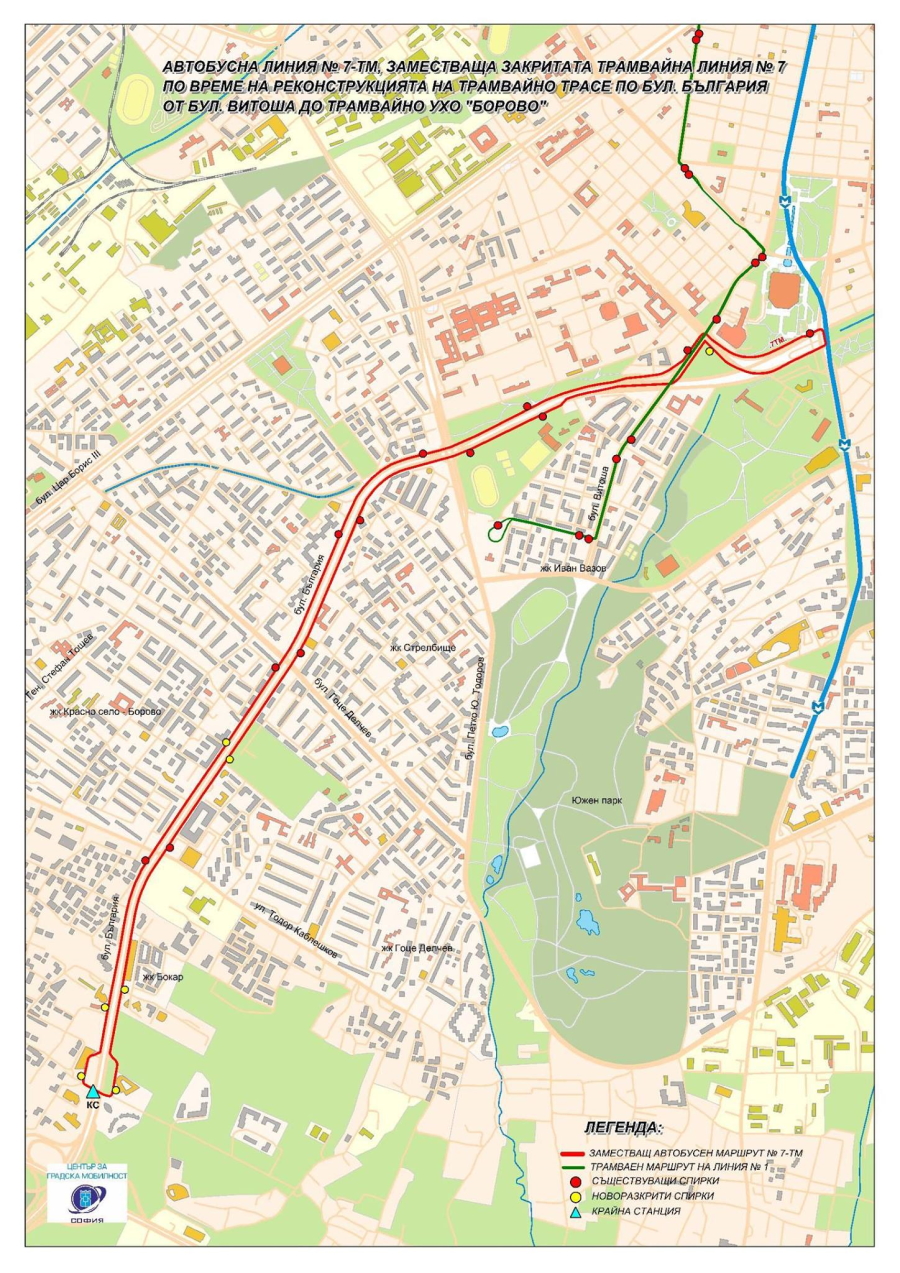 АВТОБУСНА ЛИНИЯ № 7-ТМ, ЗАМЕСТВАЩА ЗАКРИТАТА ТРАМВАЙНА ЛИНИЯ № 7
ПО ВРЕМЕ НА РЕКОНСТРУКЦИЯТА НА ТРАМВАЙНО ТРАСЕ ПО БУЛ. БЪЛГАРИЯ
ОТ БУЛ. ВИТОША ДО ТРАМВАЙНО УХО "БОРОВО"
7ТМ
бул. Цар Борис III
бул. Витоша
жк Иван Вазов
бул. България
жк Стрелбище
Ген. Стефан Тошев
бул. Гоце Делчев
бул. Петко Ю. Тодоров
жк Красно село - Борово
Южен парк
бул. България
ул. Тодор Каблешков
жк Гоце Делчев
жк Бокар
КС
ЛЕГЕНДА:
ЗАМЕСТВАЩ АВТОБУСЕН МАРШРУТ № 7-ТМ
ТРАМВАЕН МАРШРУТ НА ЛИНИЯ № 1
СЪЩЕСТВУВАЩИ СПИРКИ
НОВОРАЗКРИТИ СПИРКИ
КРАЙНА СТАНЦИЯ
ЦЕНТЪР ЗА
ГРАДСКА МОБИЛНОСТ
СОФИЯ